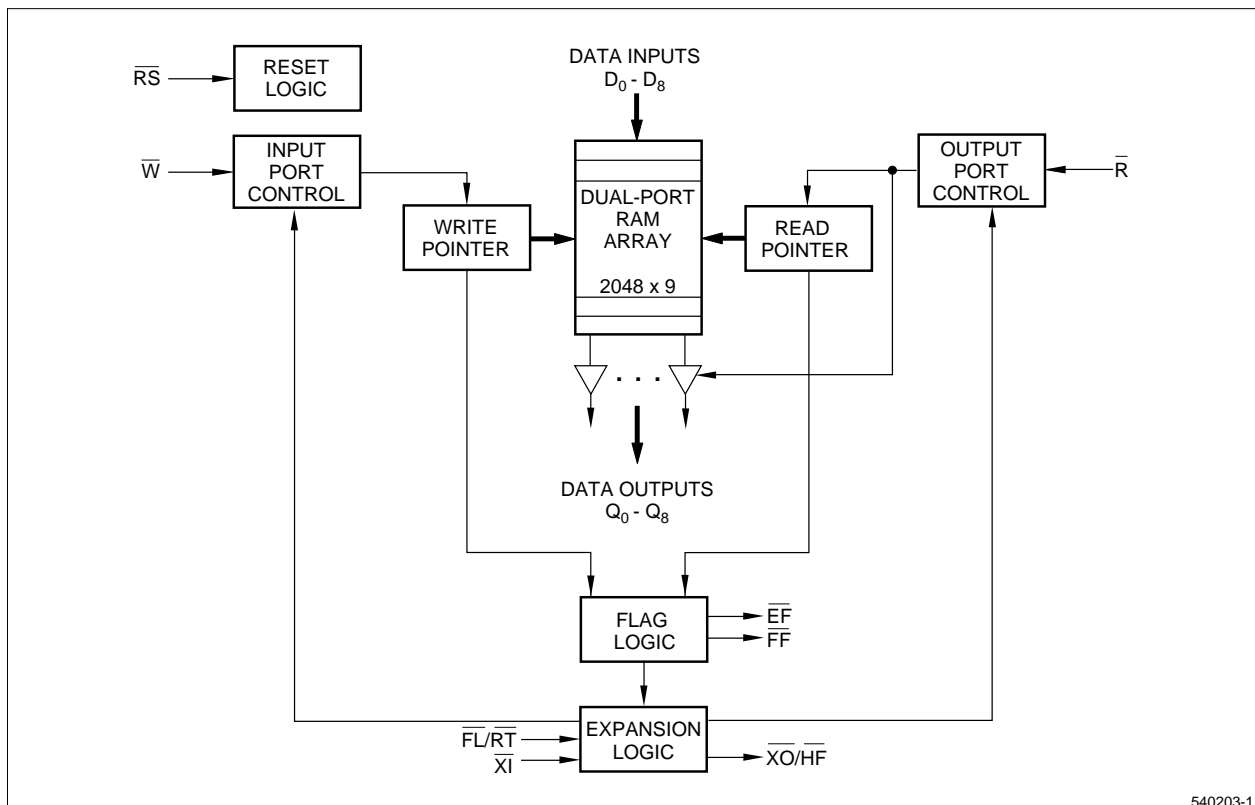 RS
RESET
LOGIC
DATA INPUTS
D0 - D8
W
INPUT
PORT
CONTROL
OUTPUT
PORT
CONTROL
R
WRITE
POINTER
DUAL-PORT
RAM
ARRAY
2048 x 9
READ
POINTER
. . .
DATA OUTPUTS
Q0 - Q8
FLAG
LOGIC
EF
FF
EXPANSION
LOGIC
FL/RT
XI
XO/HF
540203-1